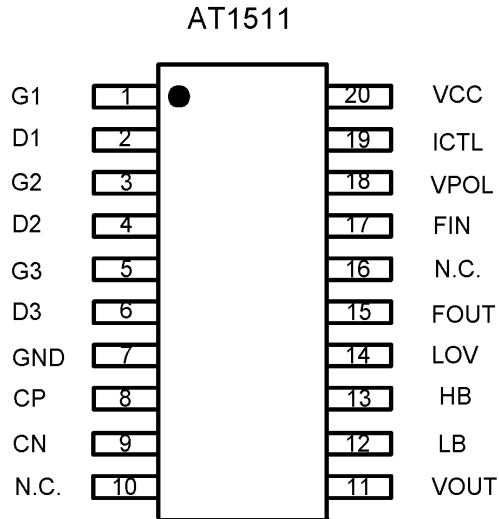 AT1511
G1 1 20 VCC
D1 2 19 ICTL
G2 3 18 VPOL
D2 4 17 FIN
G3 5 16 N.C.
D3 6 15 FOUT
GND 7 14 LOV
CP 8 13 HB
CN 9 12 LB
N.C. 10 11 VOUT